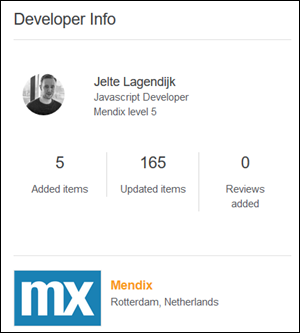 Developer Info
Jelte Lagendijk
Javascript Developer
Mendix level 5
5 165 0
Added items Updated items Reviews
added
mx
Mendix
Rotterdam, Netherlands